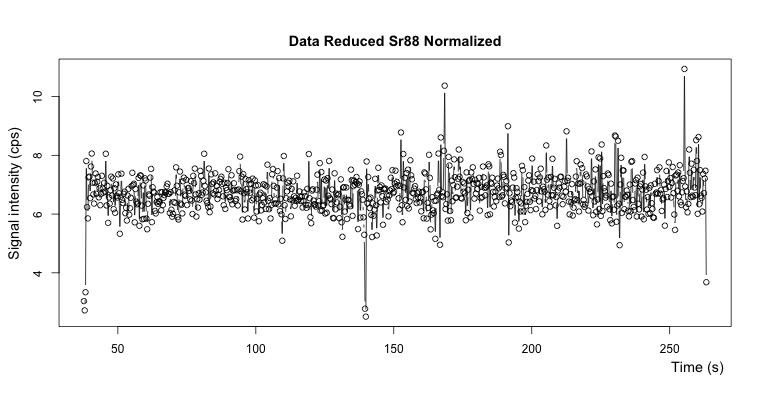 Data Reduced Sr88 Normalized
Signal intensity (cps)
10
8
6
4
50 100 150 200 250
Time (s)